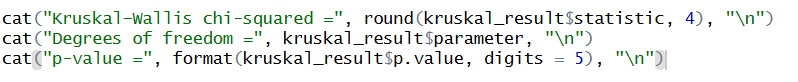 cat("Kruskal-Wallis chi-squared =", round(kruskal_result$statistic, 4), "\n")
cat("Degrees of freedom =", kruskal_result$parameter, "\n")
cat("p-value =", format(kruskal_result$p.value, digits = 5), "\n")